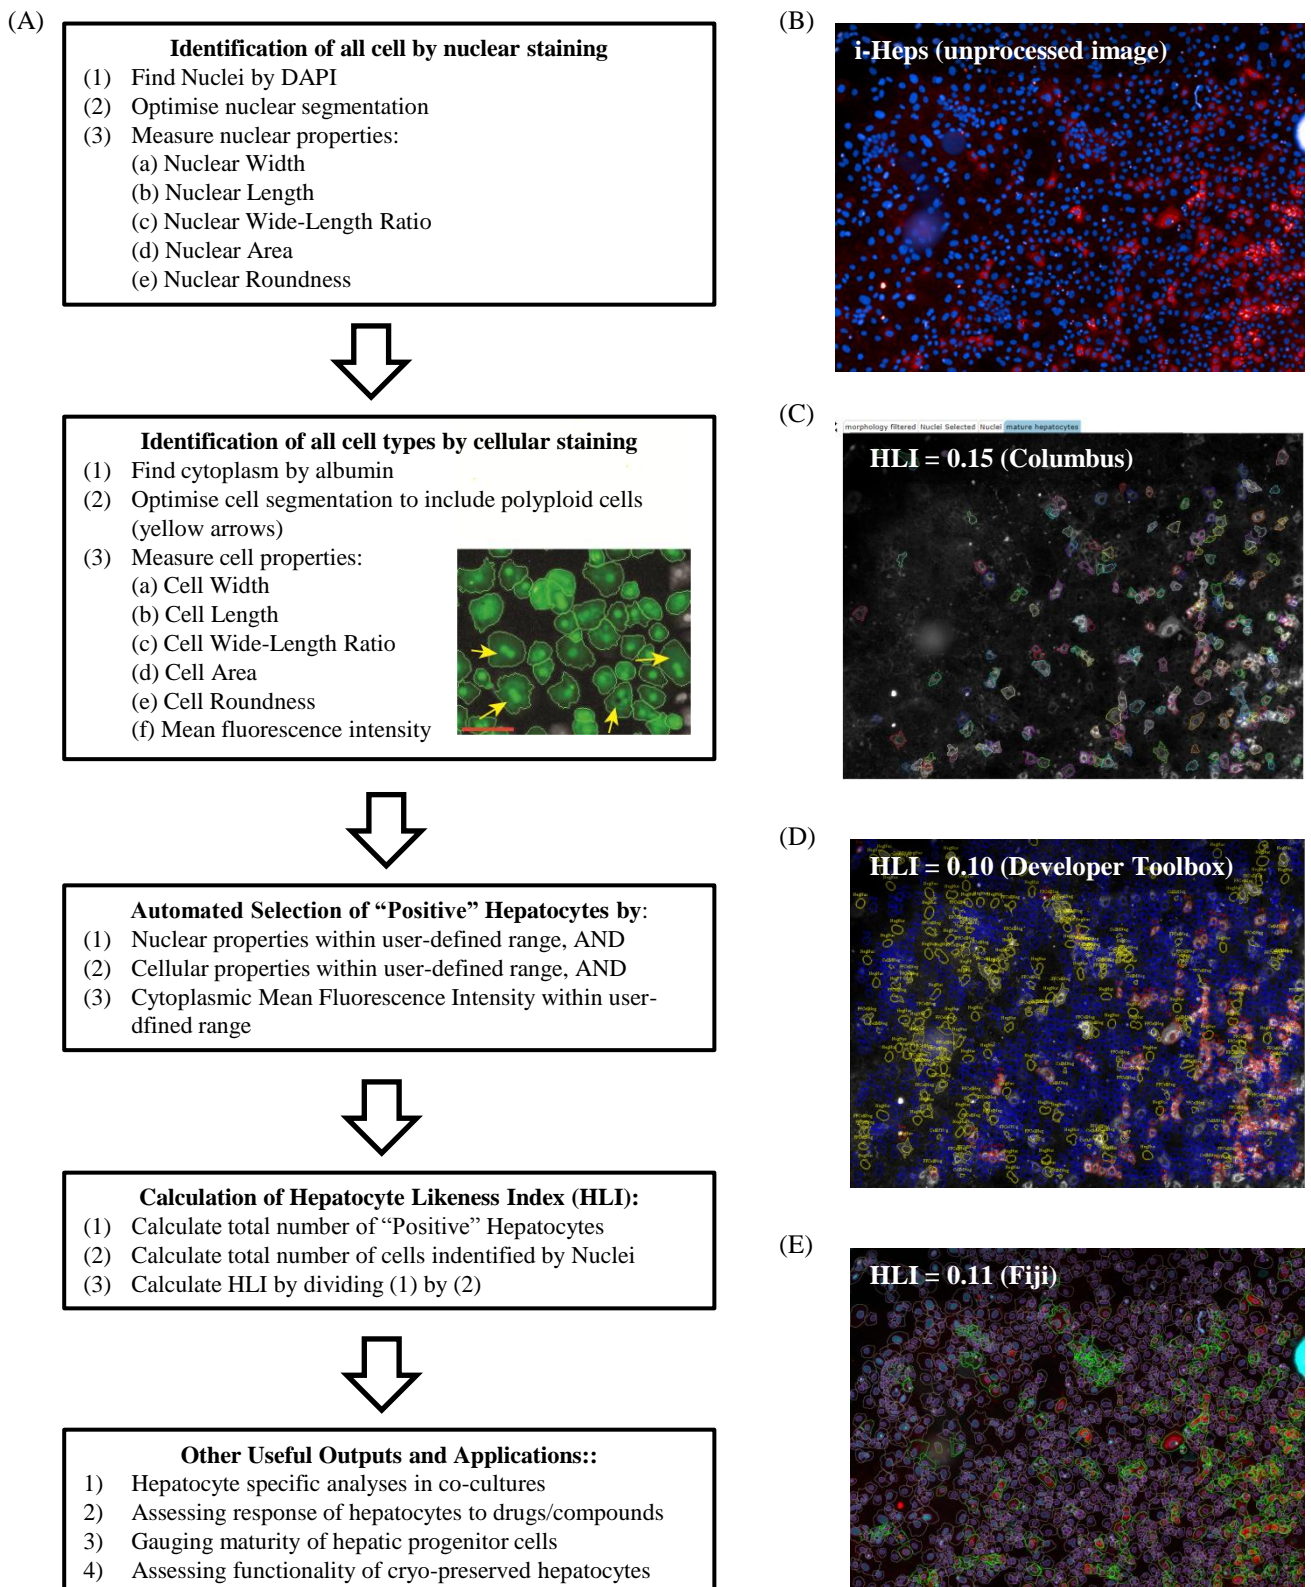 (A)
Identification of all cell by nuclear staining
(1) Find Nuclei by DAPI
(2) Optimise nuclear segmentation
(3) Measure nuclear properties:
(a) Nuclear Width
(b) Nuclear Length
(c) Nuclear Wide-Length Ratio
(d) Nuclear Area
(e) Nuclear Roundness
Identification of all cell types by cellular staining
(1) Find cytoplasm by albumin
(2) Optimise cell segmentation to include polyploid cells
(yellow arrows)
(3) Measure cell properties:
(a) Cell Width
(b) Cell Length
(c) Cell Wide-Length Ratio
(d) Cell Area
(e) Cell Roundness
(f) Mean fluorescence intensity
Automated Selection of “Positive” Hepatocytes by:
(1) Nuclear properties within user-defined range, AND
(2) Cellular properties within user-defined range, AND
(3) Cytoplasmic Mean Fluorescence Intensity within user-
dfined range
Calculation of Hepatocyte Likeness Index (HLI):
(1) Calculate total number of “Positive” Hepatocytes
(2) Calculate total number of cells indentified by Nuclei
(3) Calculate HLI by dividing (1) by (2)
Other Useful Outputs and Applications::
1) Hepatocyte specific analyses in co-cultures
2) Assessing response of hepatocytes to drugs/compounds
3) Gauging maturity of hepatic progenitor cells
4) Assessing functionality of cryo-preserved hepatocytes
(B)
i-Heps (unprocessed image)
(C)
morphology filtered Nuclei Selected Nuclei mature hepatocytes
HLI = 0.15 (Columbus)
(D)
HLI = 0.10 (Developer Toolbox)
(E)
HLI = 0.11 (Fiji)